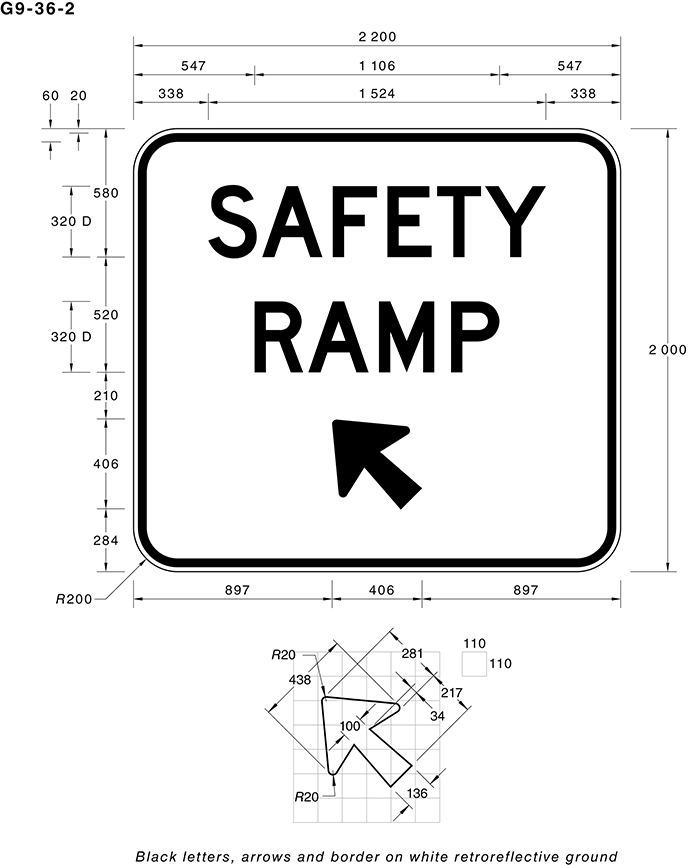 G9-36-2
2 200
547 1 106 547
338 1 524 338
60 20
580
320 D
SAFETY
520
320 D
RAMP
2 000
210
406
284
R200
897 406 897
110
110
R20
281
438
217
34
100
R20
136
Black letters, arrows and border on white retroreflective ground